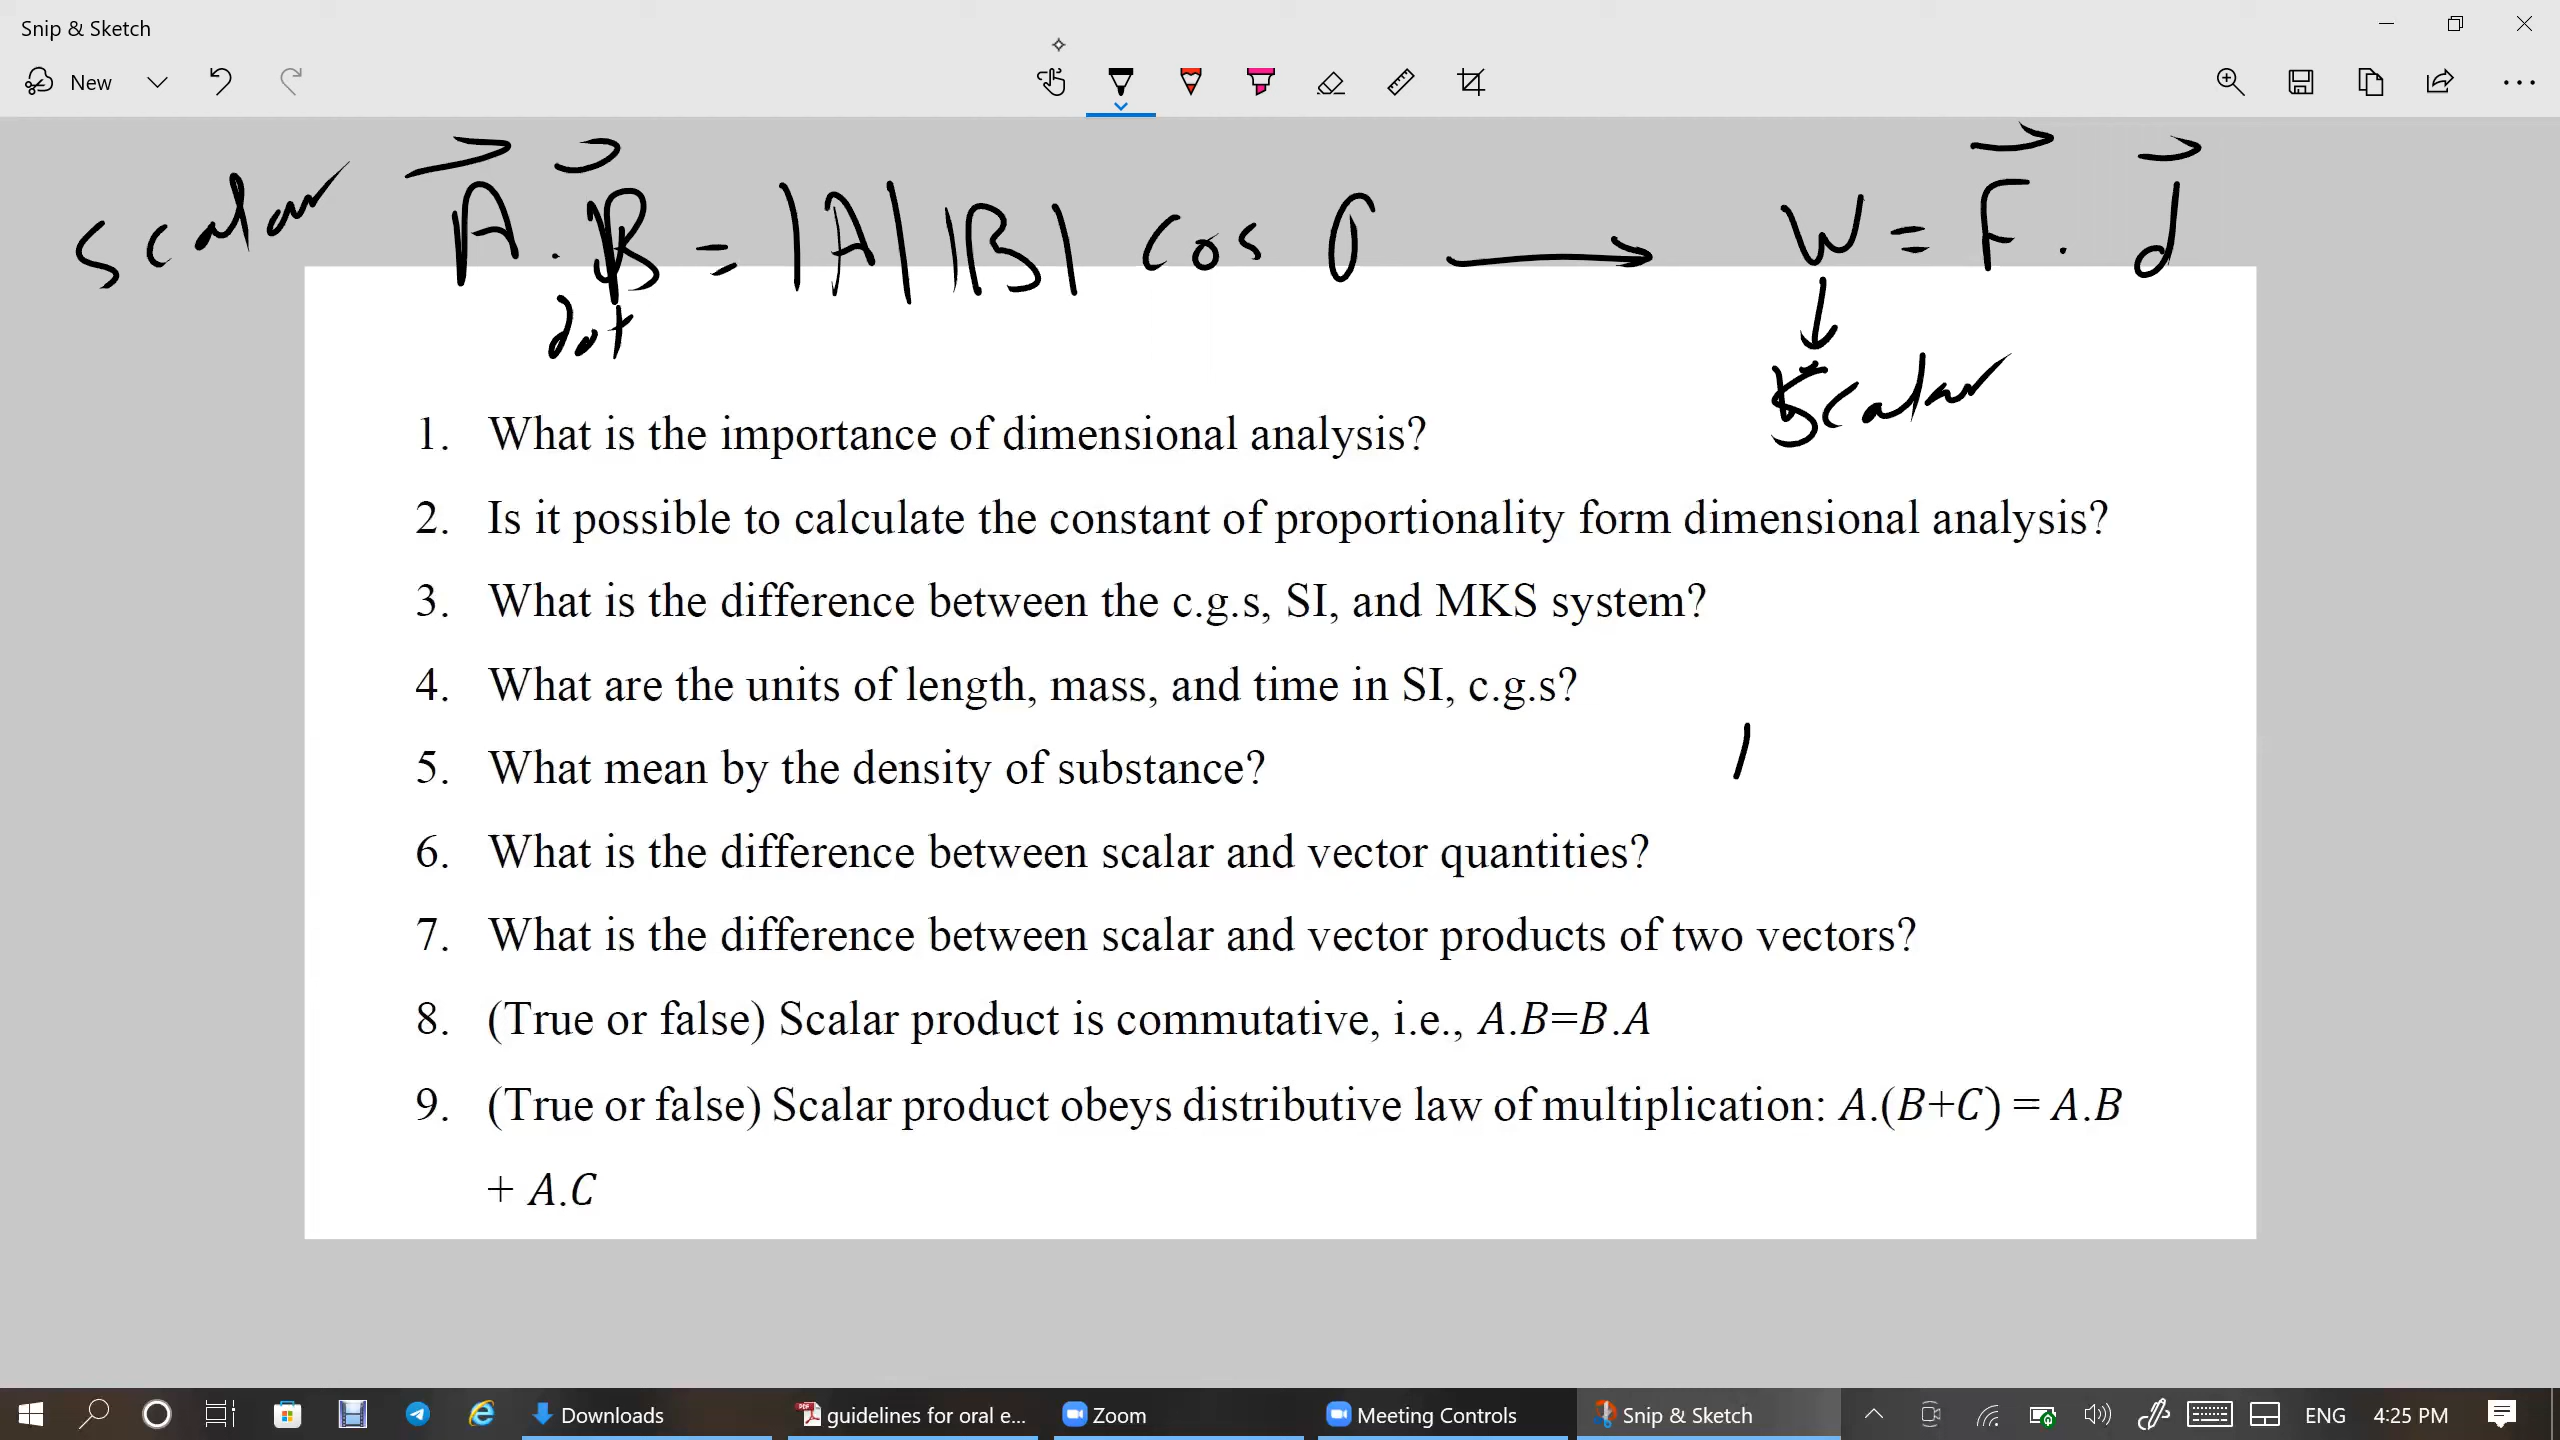 Snip & Sketch
New
scalar A . B = |A| |B| cos θ → W = F . d
dot
scalar
1. What is the importance of dimensional analysis?
2. Is it possible to calculate the constant of proportionality form dimensional analysis?
3. What is the difference between the c.g.s, SI, and MKS system?
4. What are the units of length, mass, and time in SI, c.g.s?
5. What mean by the density of substance?
6. What is the difference between scalar and vector quantities?
7. What is the difference between scalar and vector products of two vectors?
8. (True or false) Scalar product is commutative, i.e., A.B=B.A
9. (True or false) Scalar product obeys distributive law of multiplication: A.(B+C) = A.B
+ A.C
Downloads guidelines for oral e... Zoom Meeting Controls Snip & Sketch ENG 4:25 PM